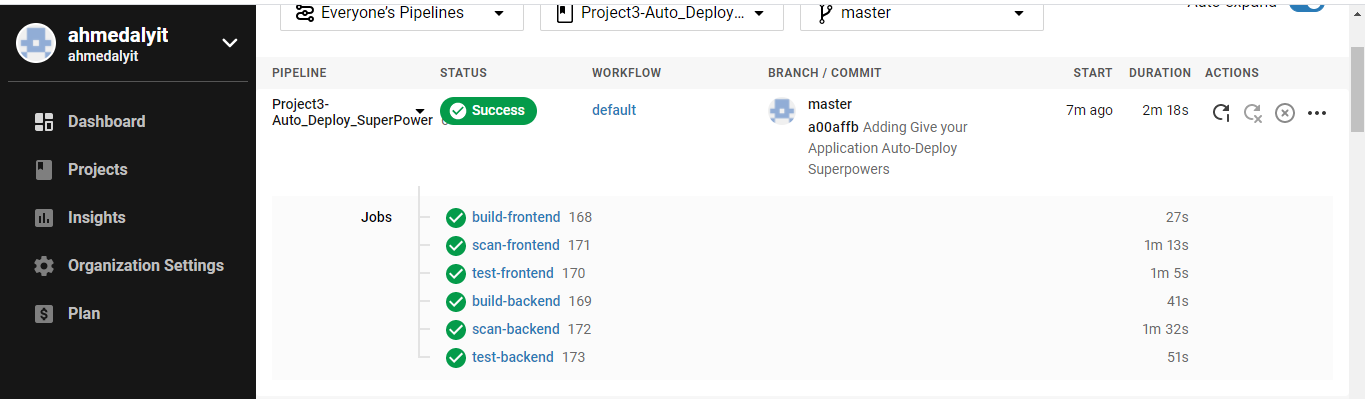 ahmedalyit
ahmedalyit
Dashboard
Projects
Insights
Organization Settings
Plan
Everyone's Pipelines
Project3-Auto_Deploy...
master
Auto-expand
PIPELINE STATUS WORKFLOW BRANCH / COMMIT START DURATION ACTIONS
Project3-
Auto_Deploy_SuperPower
Success
default
master
a00affb Adding Give your
Application Auto-Deploy
Superpowers
7m ago
2m 18s
Jobs
build-frontend 168 27s
scan-frontend 171 1m 13s
test-frontend 170 1m 5s
build-backend 169 41s
scan-backend 172 1m 32s
test-backend 173 51s